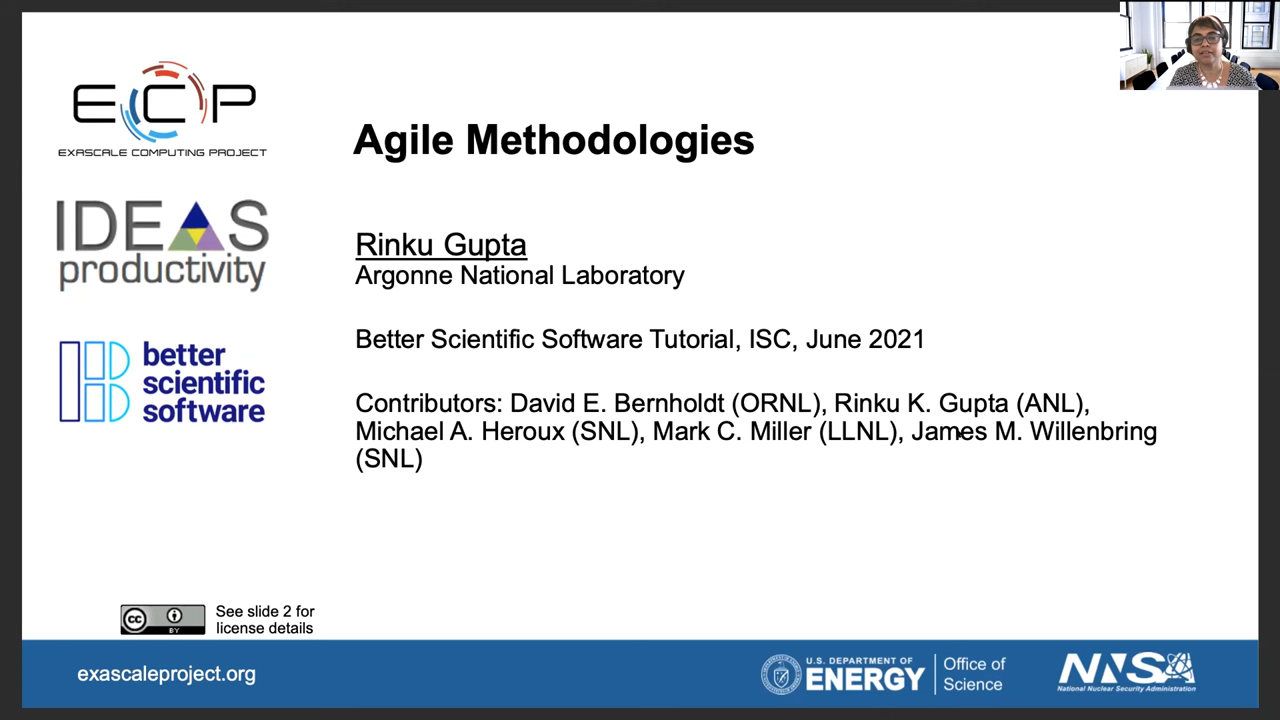 ECP
EXASCALE COMPUTING PROJECT
IDEAS
productivity
better
scientific
software
Agile Methodologies
Rinku Gupta
Argonne National Laboratory
Better Scientific Software Tutorial, ISC, June 2021
Contributors: David E. Bernholdt (ORNL), Rinku K. Gupta (ANL),
Michael A. Heroux (SNL), Mark C. Miller (LLNL), James M. Willenbring
(SNL)
cc BY
See slide 2 for
license details
exascaleproject.org
U.S. DEPARTMENT OF
ENERGY
Office of
Science
NNSA
National Nuclear Security Administration